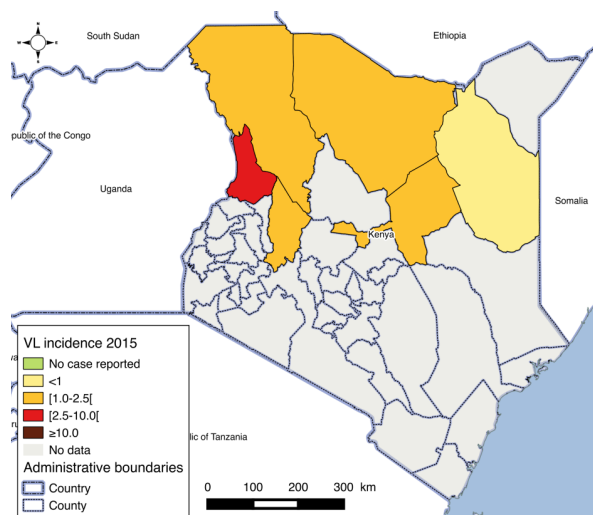 South Sudan
Ethiopia
public of the Congo
Uganda
Somalia
Kenya
VL incidence 2015
No case reported
<1
[1.0-2.5[
[2.5-10.0[
≥10.0
No data
lic of Tanzania
Administrative boundaries
Country
County
0 100 200 300 km